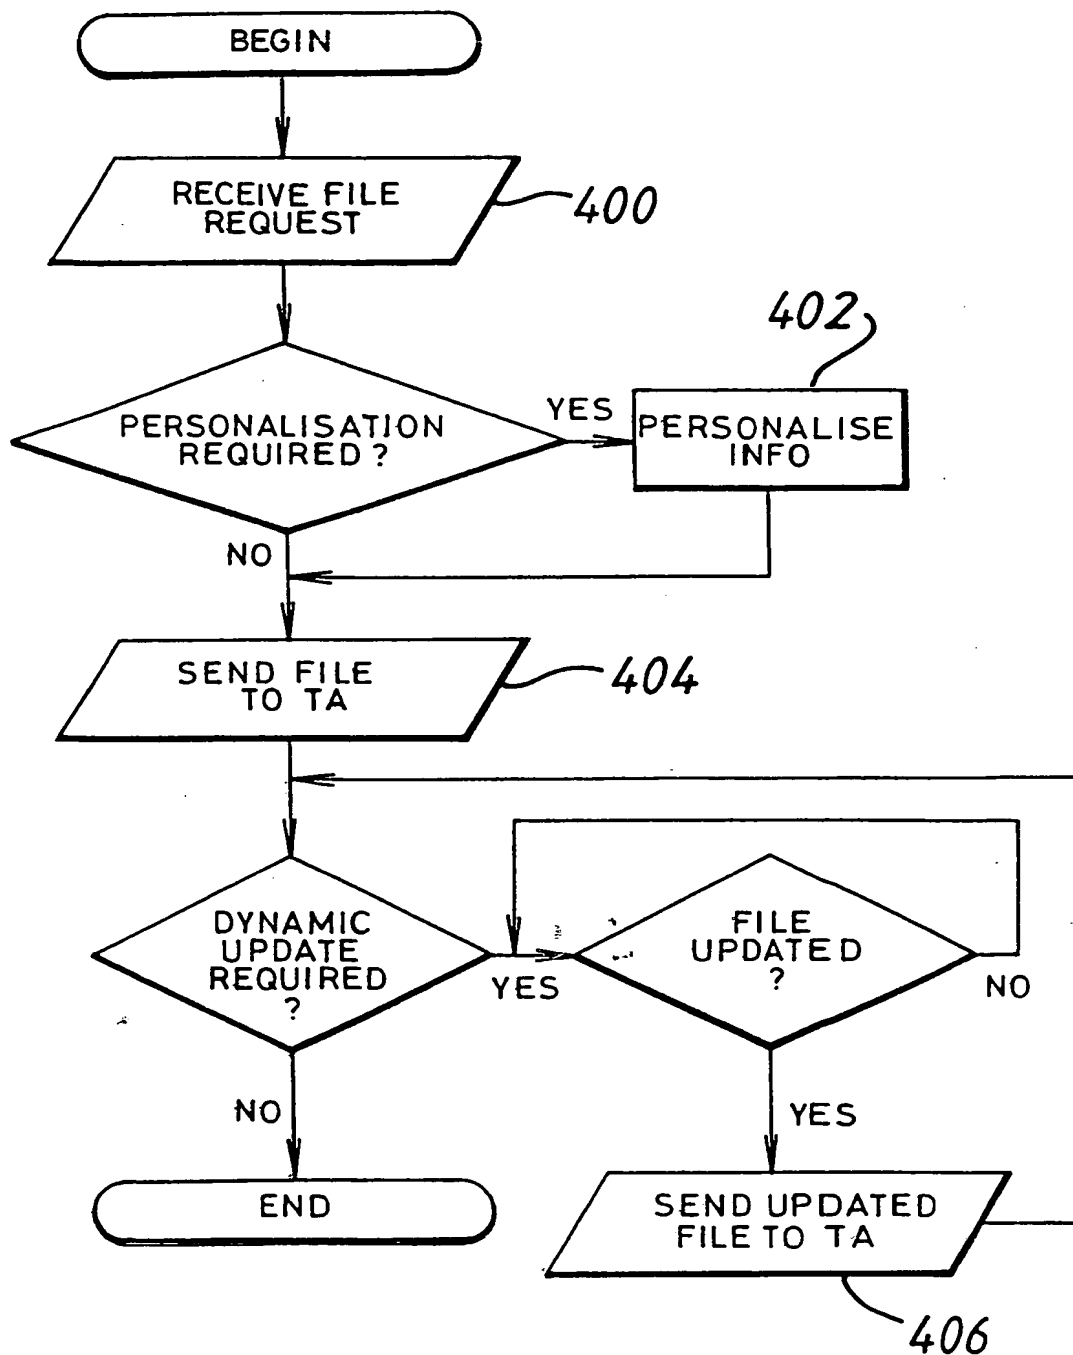 BEGIN
RECEIVE FILE
REQUEST
400
402
PERSONALISATION
REQUIRED ?
YES
PERSONALISE
INFO
NO
SEND FILE
TO TA
404
DYNAMIC
UPDATE
REQUIRED
?
YES
FILE
UPDATED
?
NO
NO
YES
END
SEND UPDATED
FILE TO TA
406